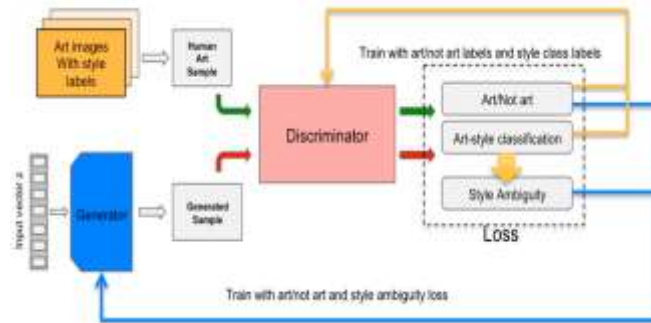 Art images
With style
labels
Human
Art
Sample
Train with art/not art labels and style class labels
Discriminator
Art/Not art
Art-style classification
Style Ambiguity
Loss
Input vector z
Generator
Generated
Sample
Train with art/not art and style ambiguity loss